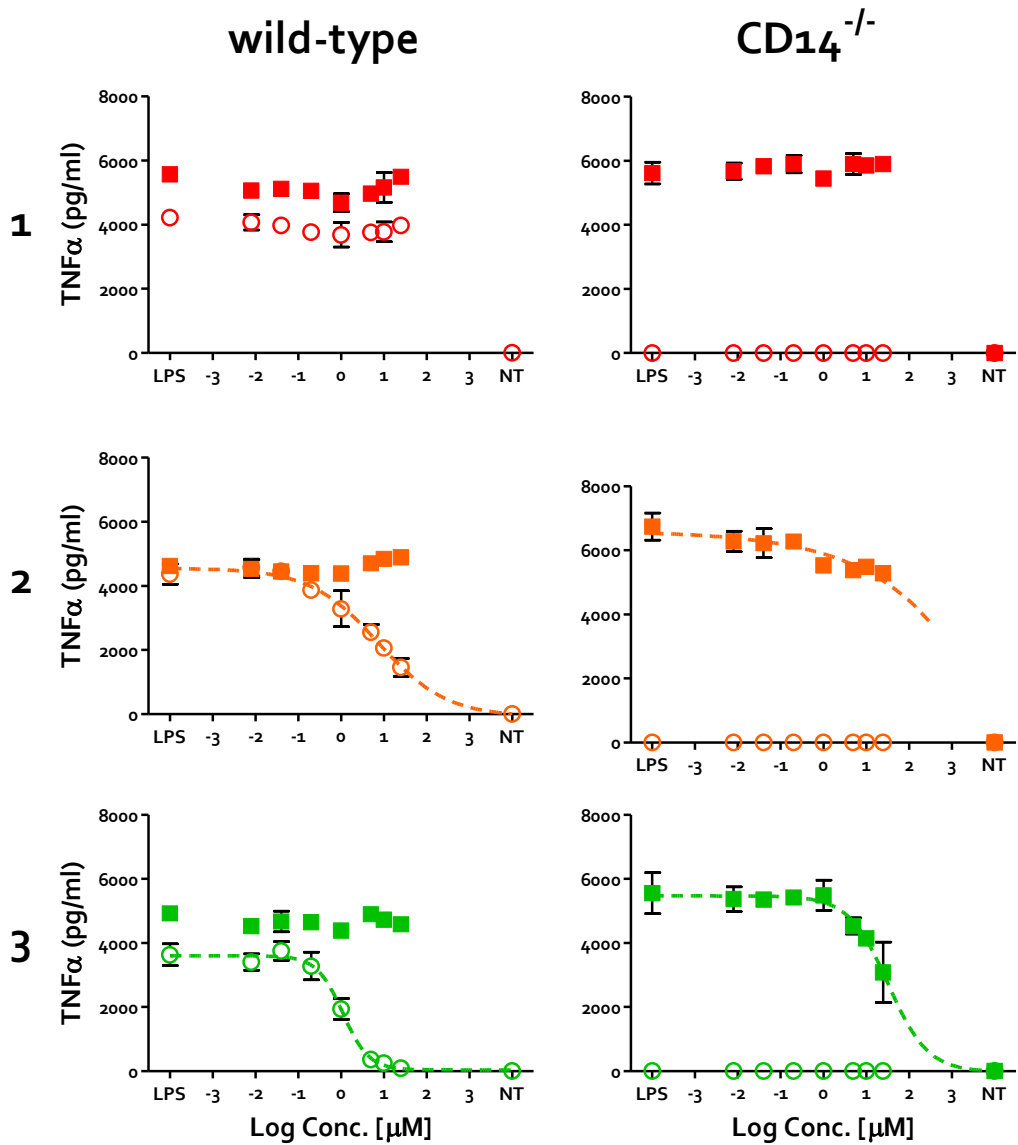 wild-type CD14-/-
8000 8000
6000 6000
1 TNFα (pg/ml) 4000 4000
2000 2000
0 0
LPS -3 -2 -1 0 1 2 3 NT LPS -3 -2 -1 0 1 2 3 NT
8000 8000
6000 6000
2 TNFα (pg/ml) 4000 4000
2000 2000
0 0
LPS -3 -2 -1 0 1 2 3 NT LPS -3 -2 -1 0 1 2 3 NT
8000 8000
6000 6000
3 TNFα (pg/ml) 4000 4000
2000 2000
0 0
LPS -3 -2 -1 0 1 2 3 NT LPS -3 -2 -1 0 1 2 3 NT
Log Conc. [μM] Log Conc. [μM]